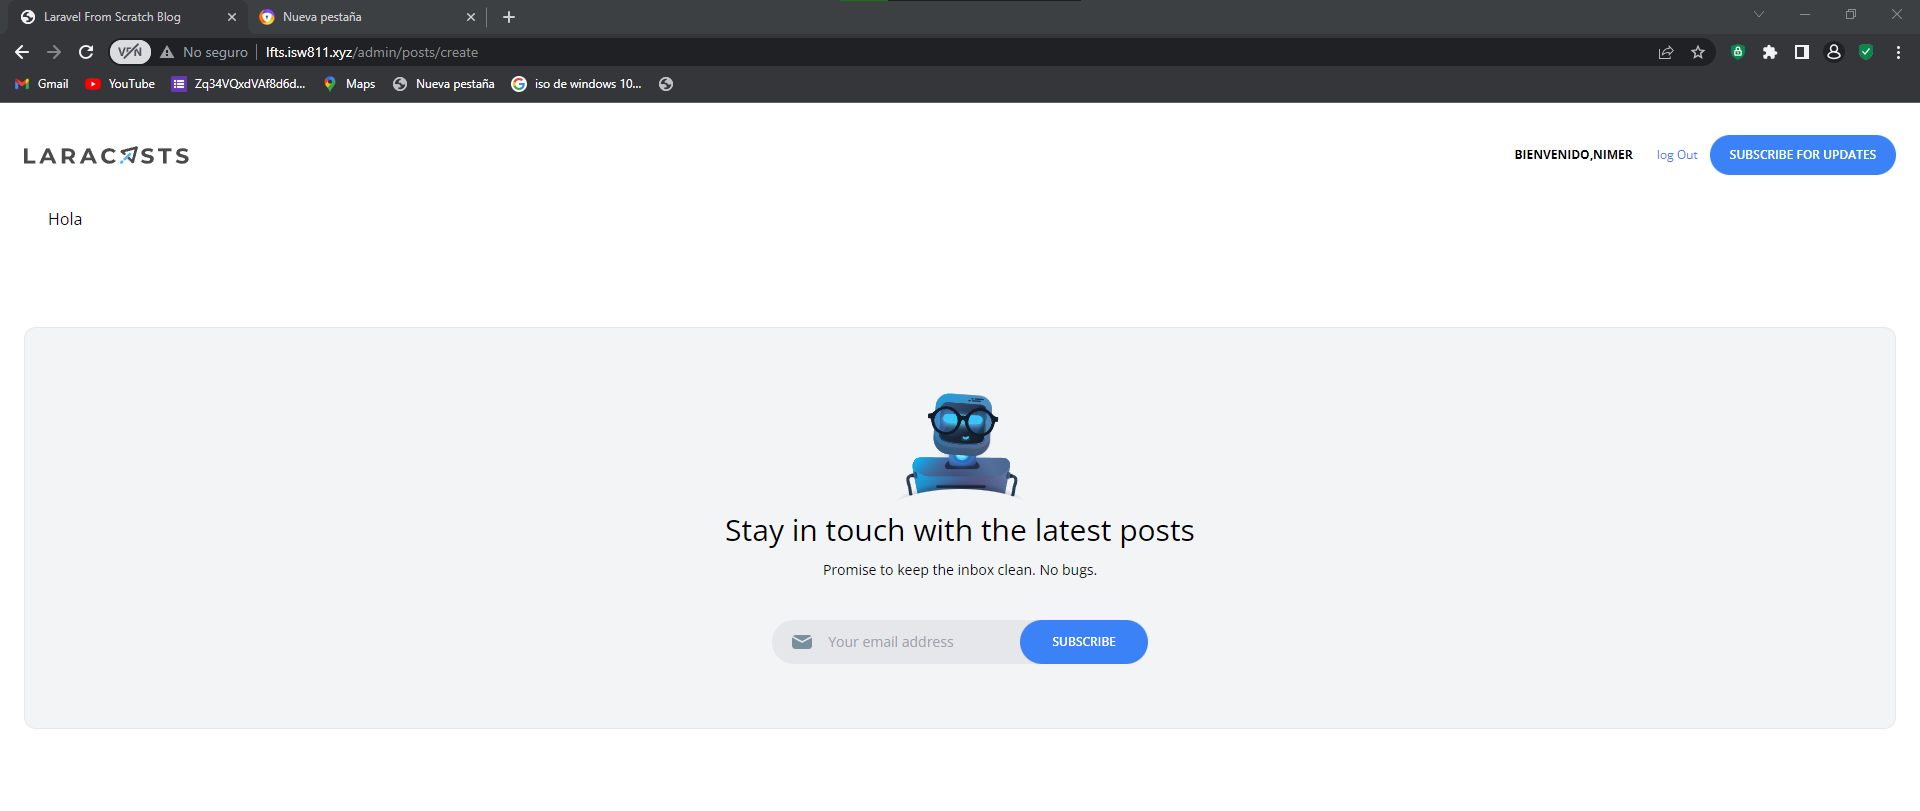 Laravel From Scratch Blog
Nueva pestaña
VPN
No seguro
lfts.isw811.xyz/admin/posts/create
Gmail
YouTube
Zq34VQxdVAf8d6d...
Maps
Nueva pestaña
iso de windows 10...
LARACASTS
BIENVENIDO,NIMER
log Out
SUBSCRIBE FOR UPDATES
Hola
Stay in touch with the latest posts
Promise to keep the inbox clean. No bugs.
Your email address
SUBSCRIBE